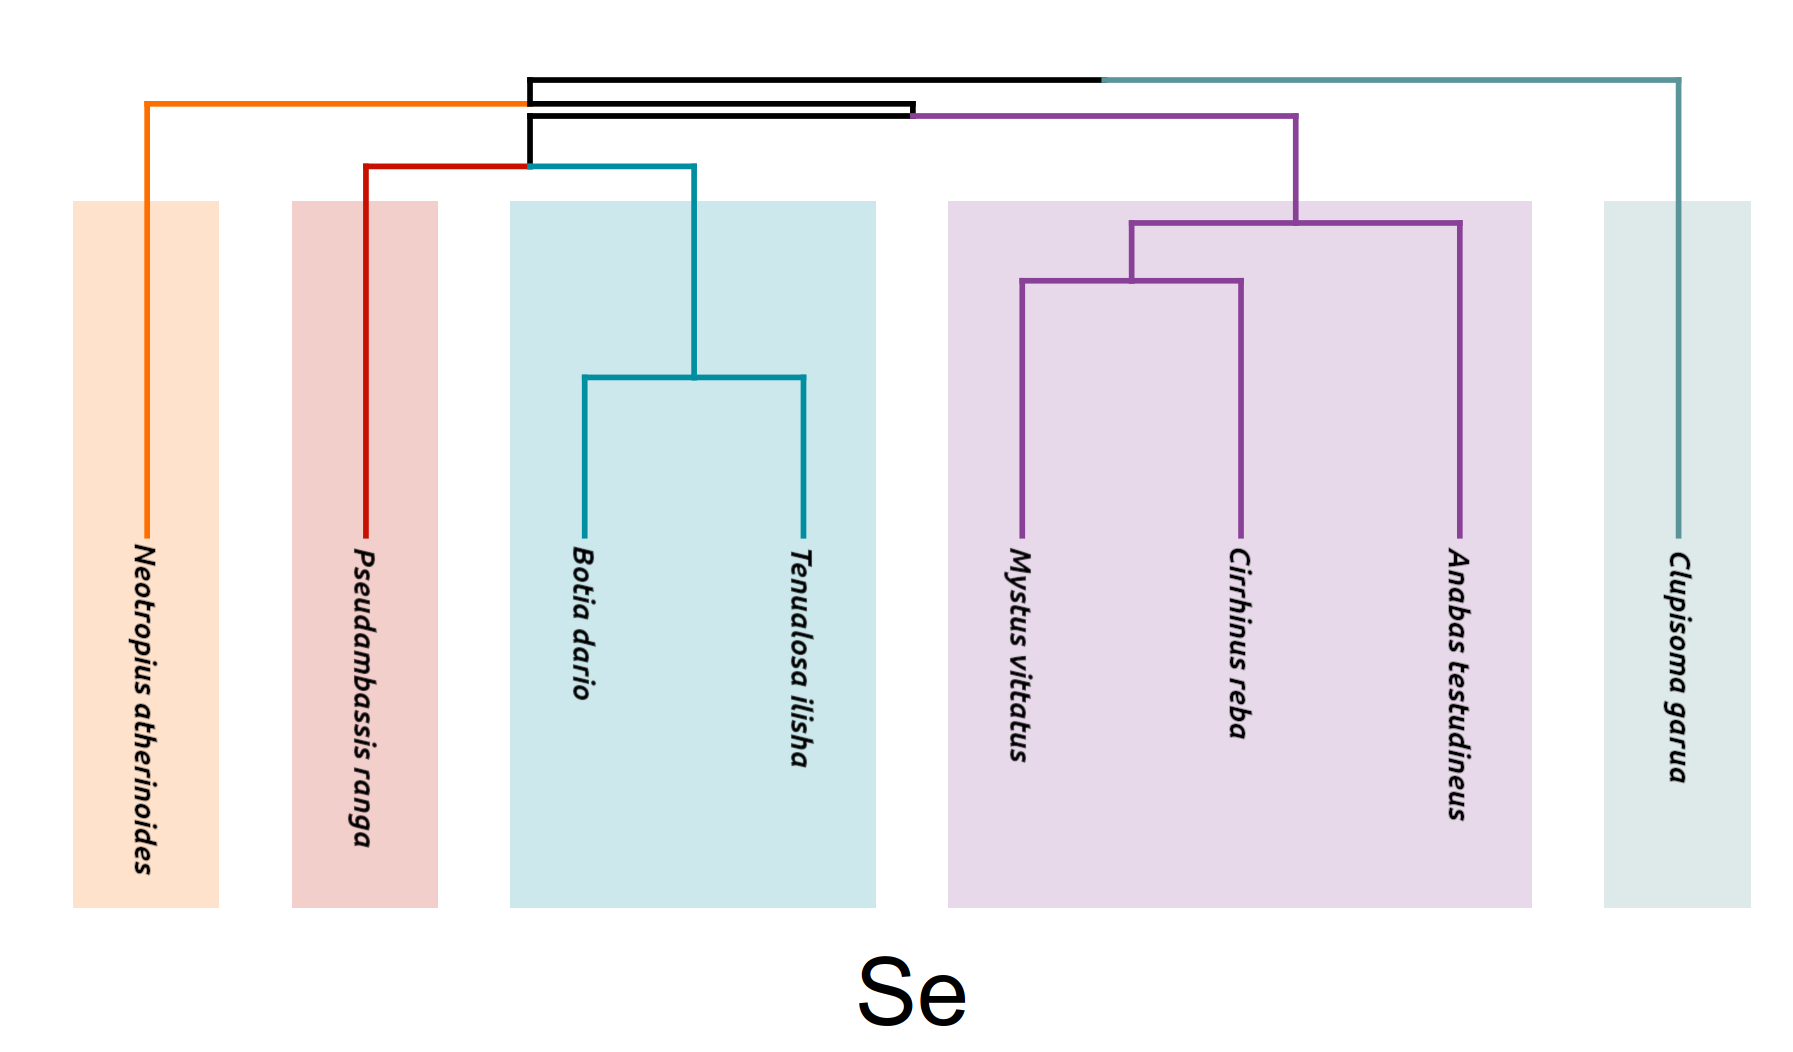 Neotropius atherinoides
Pseudambassis ranga
Botia dario
Tenualosa ilisha
Mystus vittatus
Cirrhinus reba
Anabas testudineus
Clupisoma garua
Se